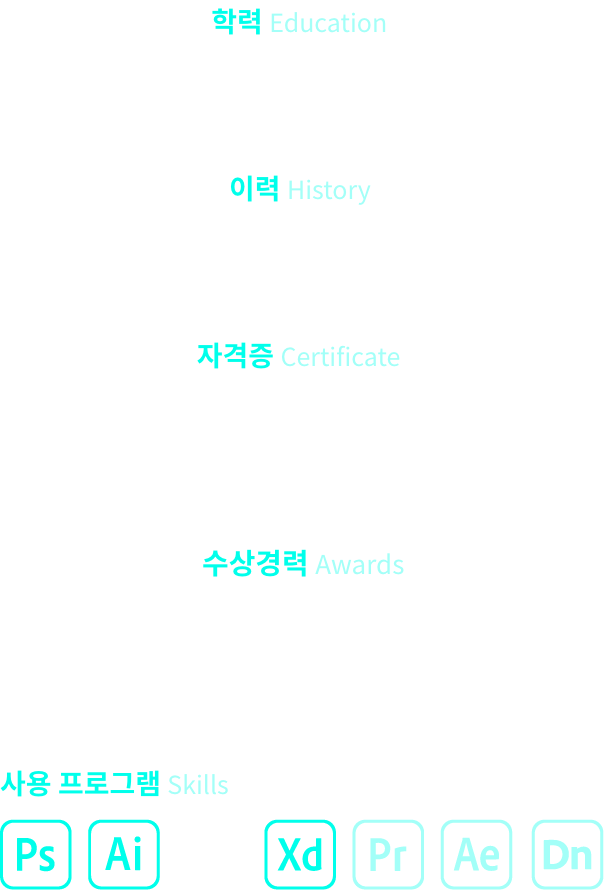 학력 Education
이력 History
자격증 Certificate
수상경력 Awards
사용 프로그램 Skills
Ps Ai Xd Pr Ae Dn